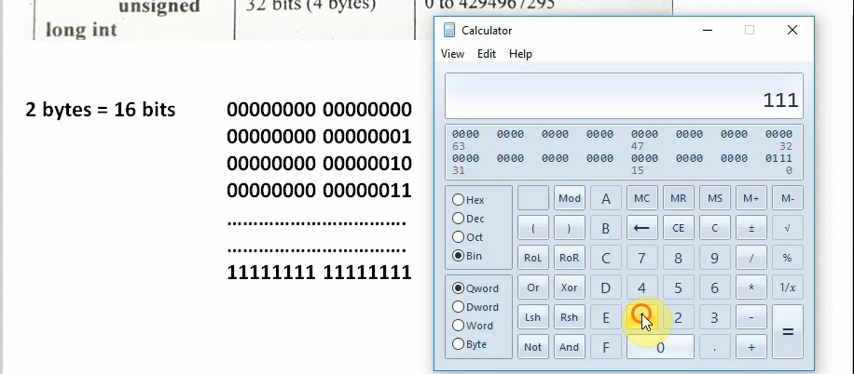 unsigned
long int
32 bits (4 bytes)
0 to 4294967295
2 bytes = 16 bits
00000000 00000000
00000000 00000001
00000000 00000010
00000000 00000011
....................................
....................................
11111111 11111111
Calculator
View Edit Help
111
0000 0000 0000 0000 0000 0000 0000 0000
63 47 32
0000 0000 0000 0000 0000 0000 0000 0111
31 15 0
Hex
Dec
Oct
Bin
Qword
Dword
Word
Byte
Mod A MC MR MS M+ M-
( ) B ← CE C ± √
RoL RoR C 7 8 9 / %
Or Xor D 4 5 6 * 1/x
Lsh Rsh E 2 3 - =
Not And F 0 . +